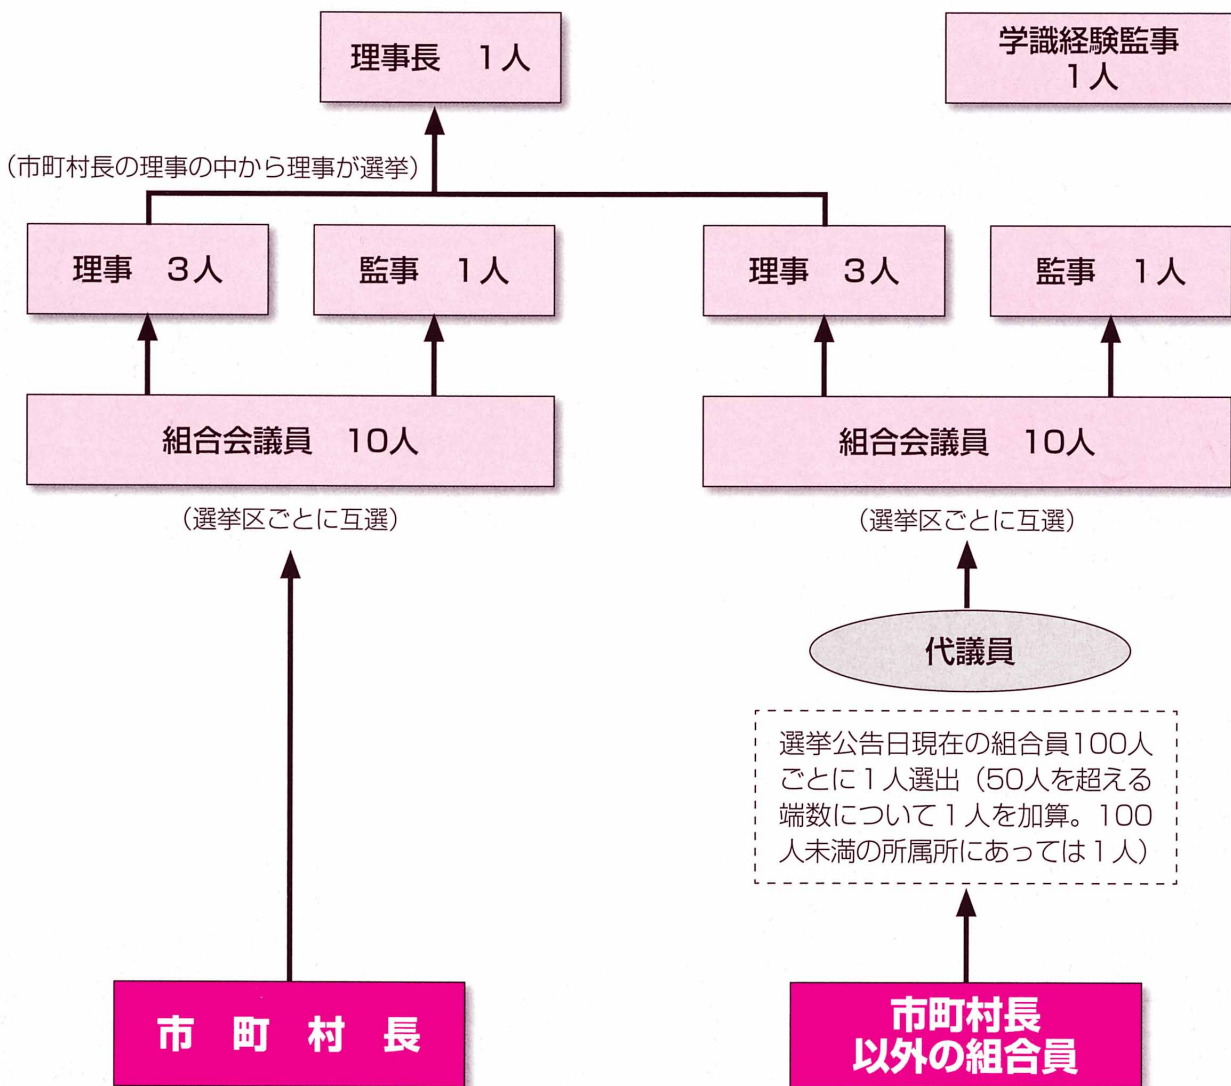 理事長　1人
学識経験監事
1人
（市町村長の理事の中から理事が選挙）
理事　3人
監事　1人
理事　3人
監事　1人
組合会議員　10人
組合会議員　10人
（選挙区ごとに互選）
（選挙区ごとに互選）
代議員
選挙公告日現在の組合員100人
ごとに1人選出（50人を超える
端数について1人を加算。100
人未満の所属所にあっては1人）
市　町　村　長
市町村長
以外の組合員